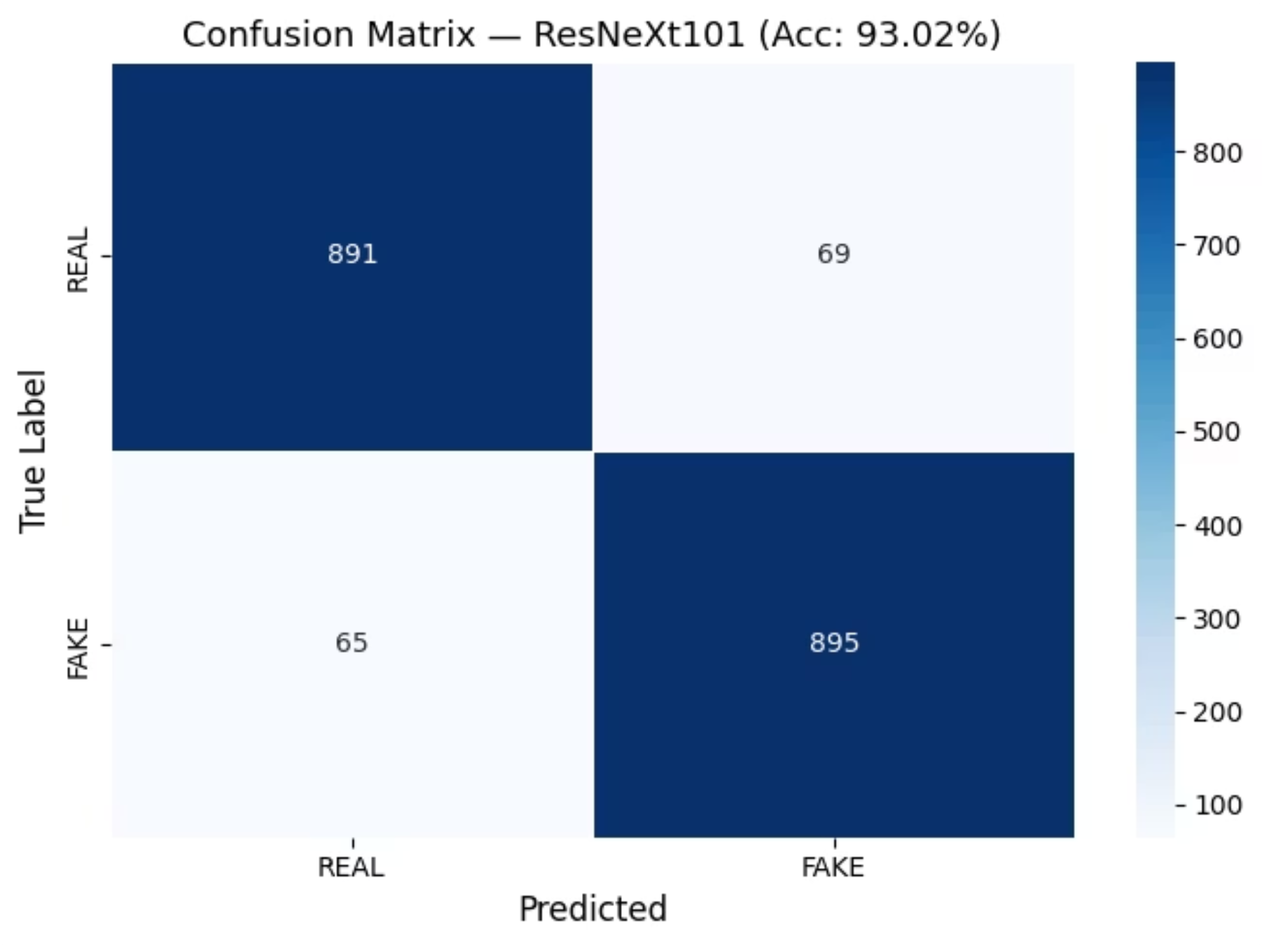 Confusion Matrix — ResNeXt101 (Acc: 93.02%)
True Label
REAL
891
69
FAKE
65
895
REAL
FAKE
Predicted
800
700
600
500
400
300
200
100